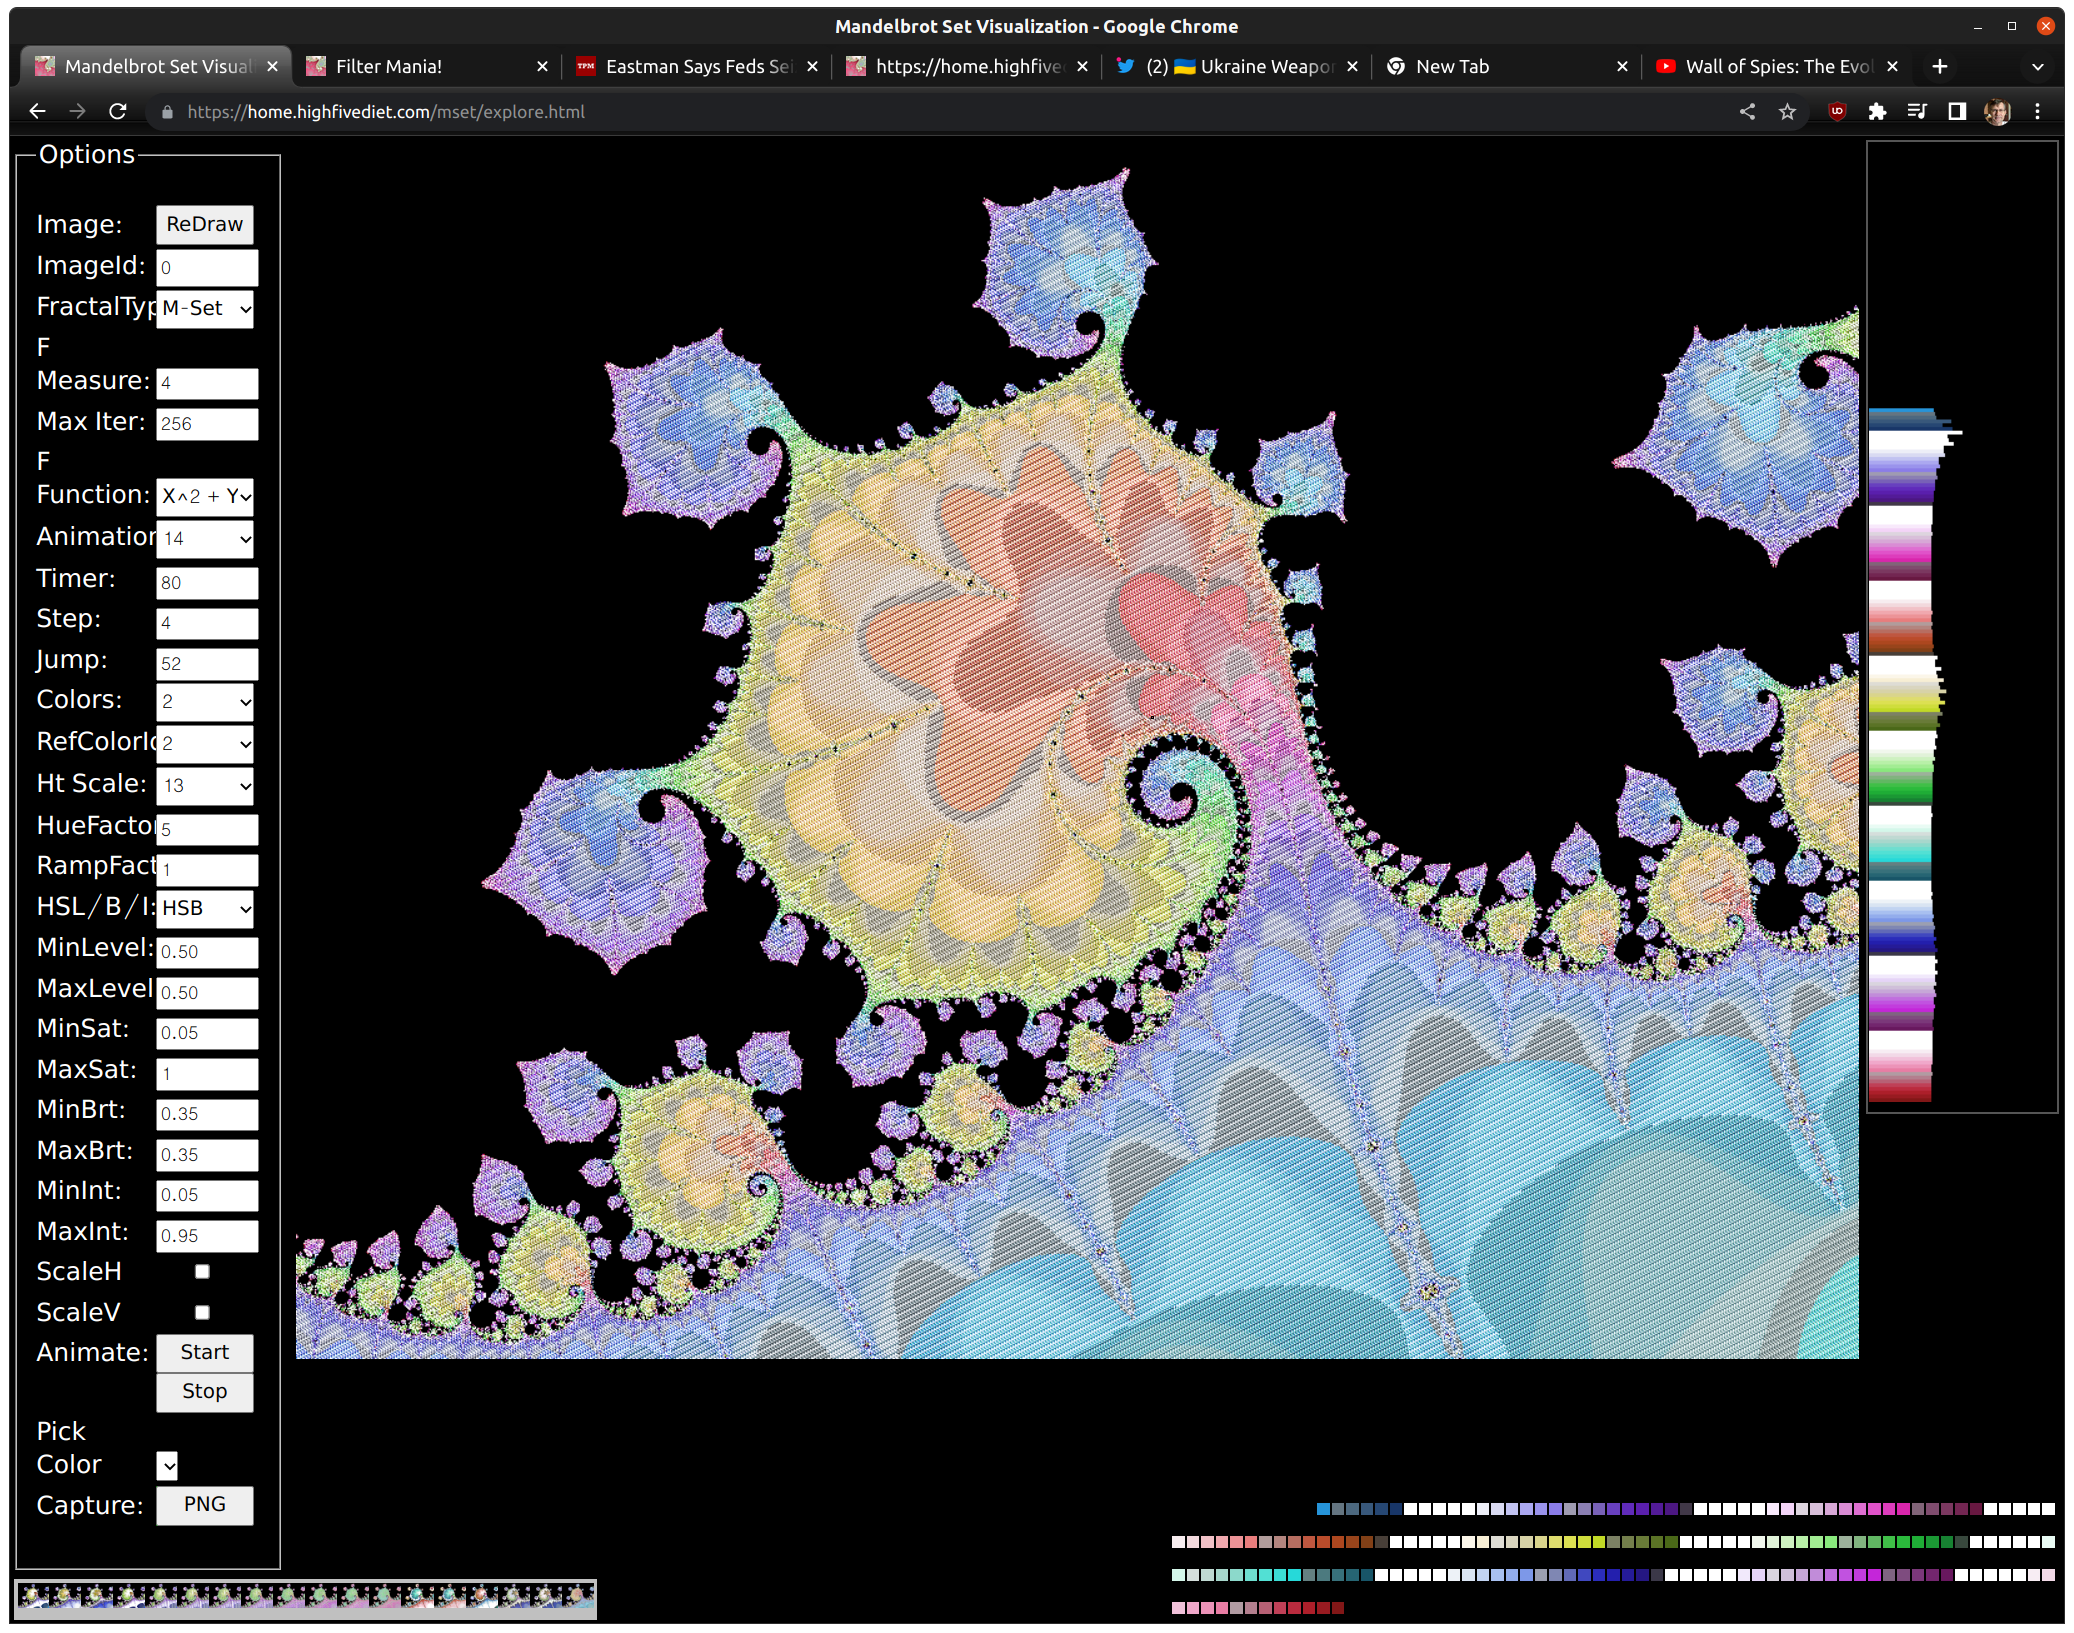 Mandelbrot Set Visualization - Google Chrome
Mandelbrot Set Visual
Filter Mania!
TPM Eastman Says Feds Sei
https://home.highfive
(2) 🇺🇦 Ukraine Weapo
New Tab
Wall of Spies: The Evol
https://home.highfivediet.com/mset/explore.html
Options
Image: ReDraw
ImageId: 0
FractalTyp M-Set
F
Measure: 4
Max Iter: 256
F
Function: X^2 + Y
Animation 14
Timer: 80
Step: 4
Jump: 52
Colors: 2
RefColorId 2
Ht Scale: 13
HueFactor 5
RampFact 1
HSL/B/I: HSB
MinLevel: 0.50
MaxLevel 0.50
MinSat: 0.05
MaxSat: 1
MinBrt: 0.35
MaxBrt: 0.35
MinInt: 0.05
MaxInt: 0.95
ScaleH
ScaleV
Animate: Start
Stop
Pick
Color
Capture: PNG